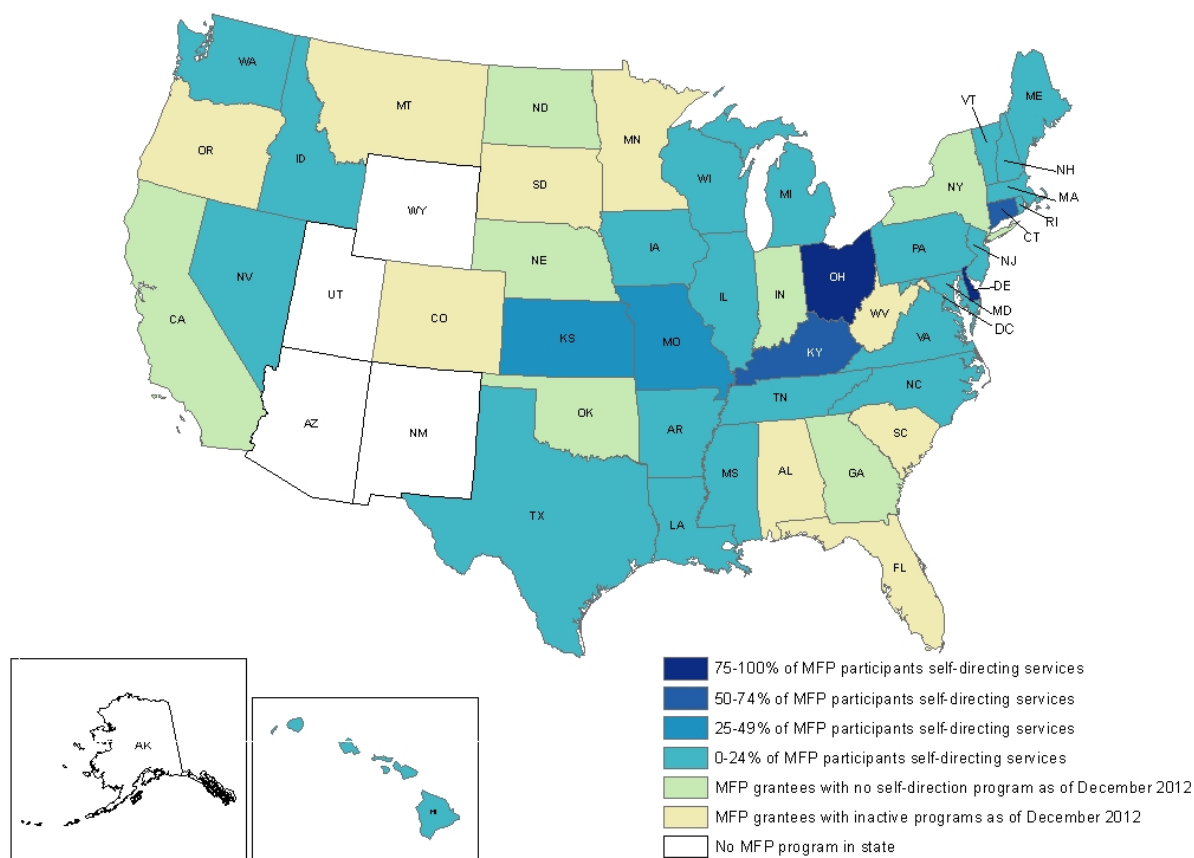 WA
MT
ND
MN
VT
ME
OR
ID
SD
WI
MI
NY
NH
MA
RI
CT
WY
IA
PA
NJ
NE
NV
UT
IL
IN
OH
DE
MD
DC
CA
CO
WV
VA
KS
MO
KY
NC
TN
AZ
NM
OK
AR
SC
MS
AL
GA
TX
LA
FL
AK
HI
75-100% of MFP participants self-directing services
50-74% of MFP participants self-directing services
25-49% of MFP participants self-directing services
0-24% of MFP participants self-directing services
MFP grantees with no self-direction program as of December 2012
MFP grantees with inactive programs as of December 2012
No MFP program in state